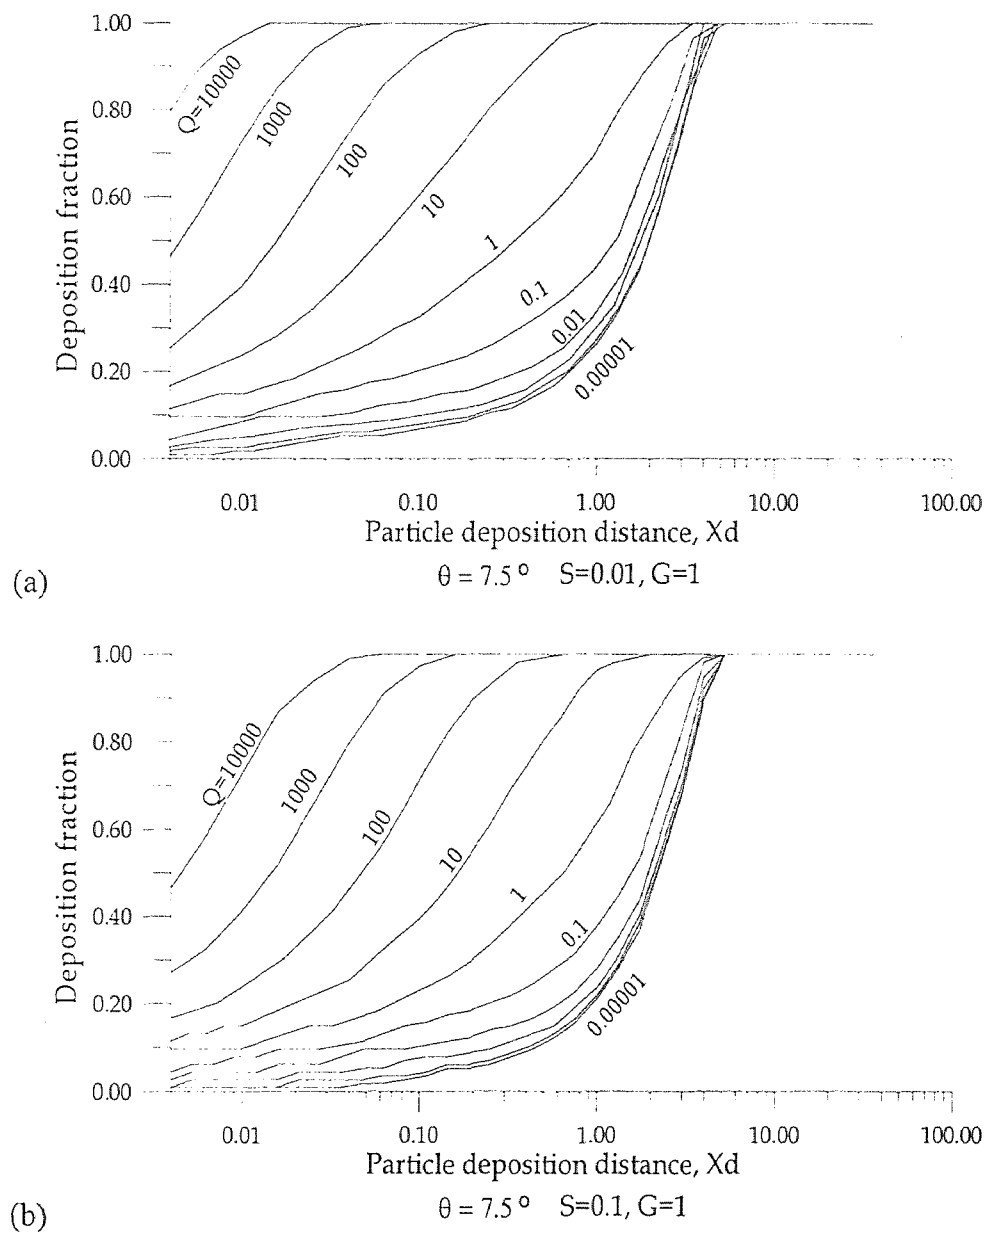 1.00
0.80
0.60
0.40
0.20
0.00
Deposition fraction
Q=10000
1000
100
10
1
0.1
0.01
0.00001
0.01 0.10 1.00 10.00 100.00
Particle deposition distance, Xd
θ = 7.5 º S=0.01, G=1
(a)
1.00
0.80
0.60
0.40
0.20
0.00
Deposition fraction
Q=10000
1000
100
10
1
0.1
0.00001
0.01 0.10 1.00 10.00 100.00
Particle deposition distance, Xd
θ = 7.5 º S=0.1, G=1
(b)